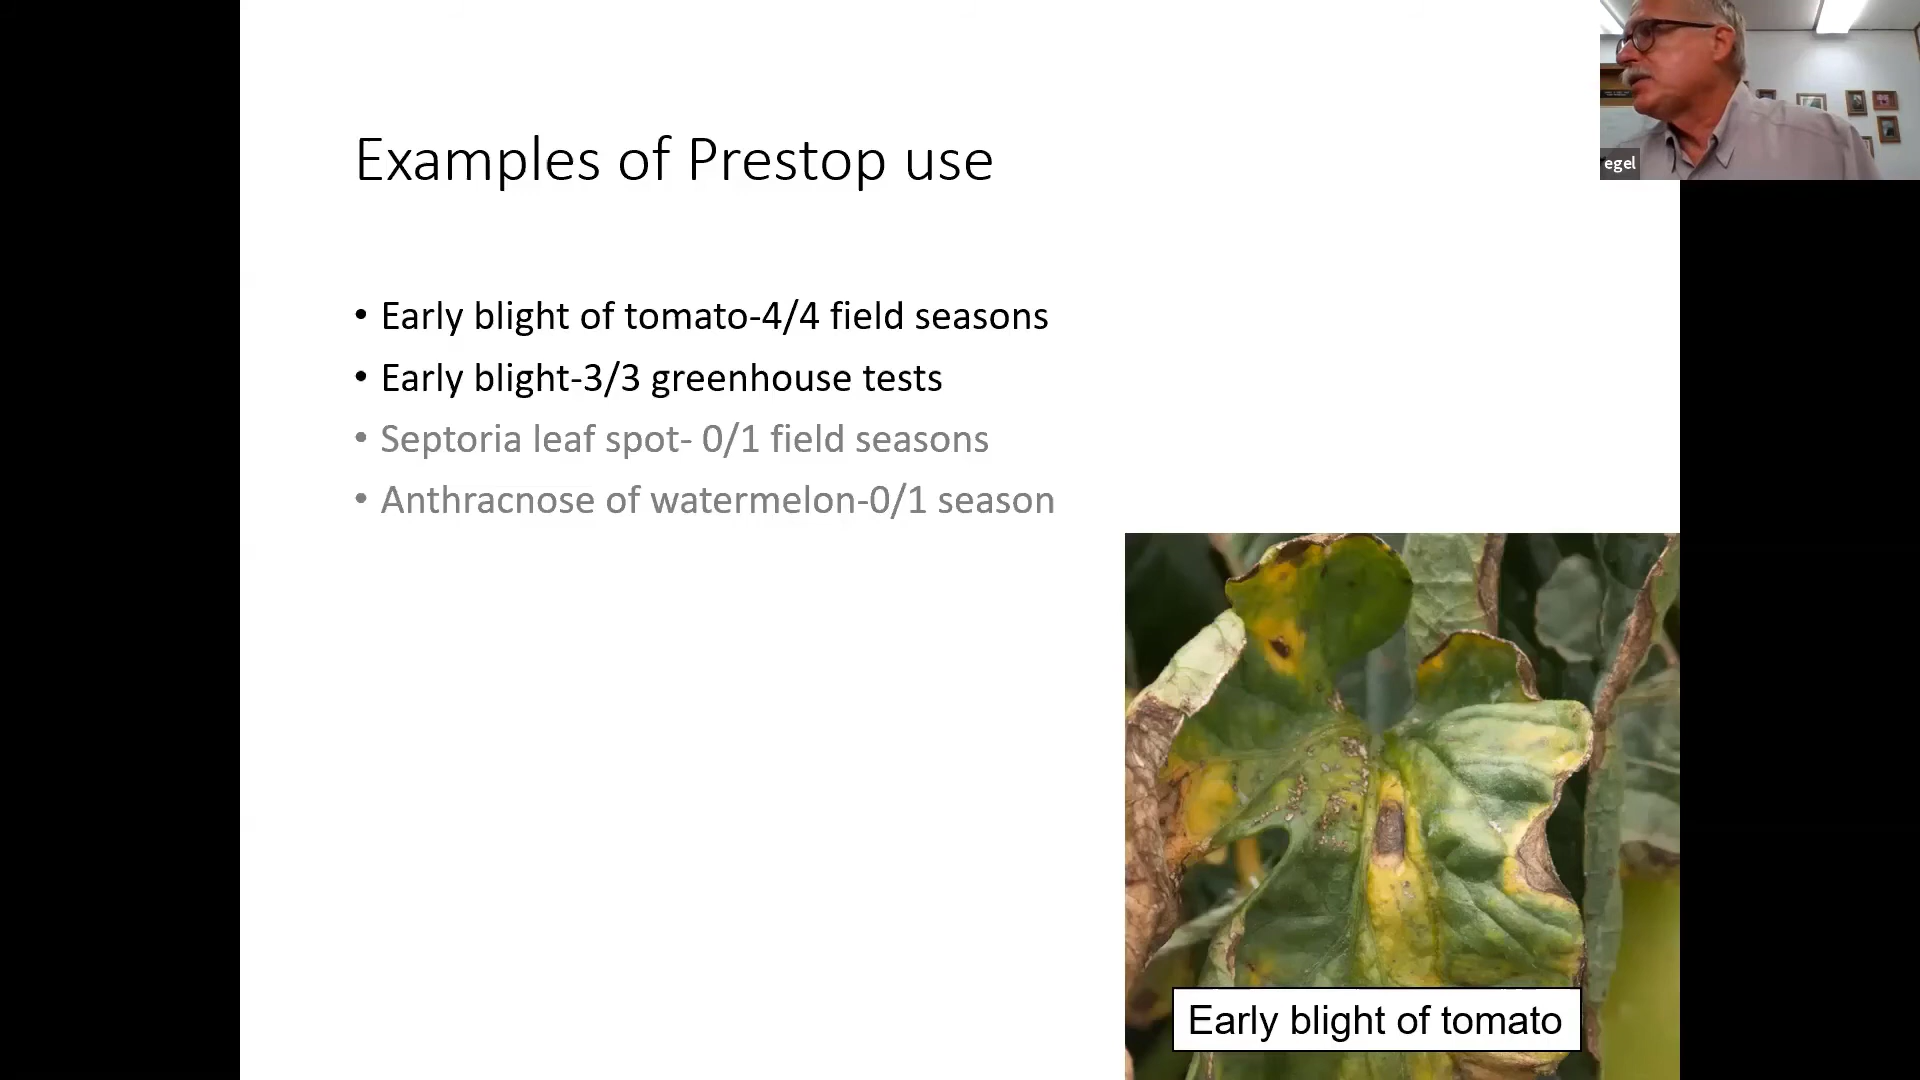 Examples of Prestop use
• Early blight of tomato-4/4 field seasons
• Early blight-3/3 greenhouse tests
• Septoria leaf spot- 0/1 field seasons
• Anthracnose of watermelon-0/1 season
Early blight of tomato
egel